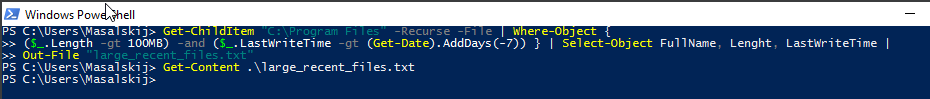 Windows PowerShell
PS C:\Users\Masalskij> Get-ChildItem "C:\Program Files" -Recurse -File | Where-Object {
>> ($_.Length -gt 100MB) -and ($_.LastWriteTime -gt (Get-Date).AddDays(-7)) } | Select-Object FullName, Lenght, LastWriteTime |
>> Out-File "large_recent_files.txt"
PS C:\Users\Masalskij> Get-Content .\large_recent_files.txt
PS C:\Users\Masalskij>